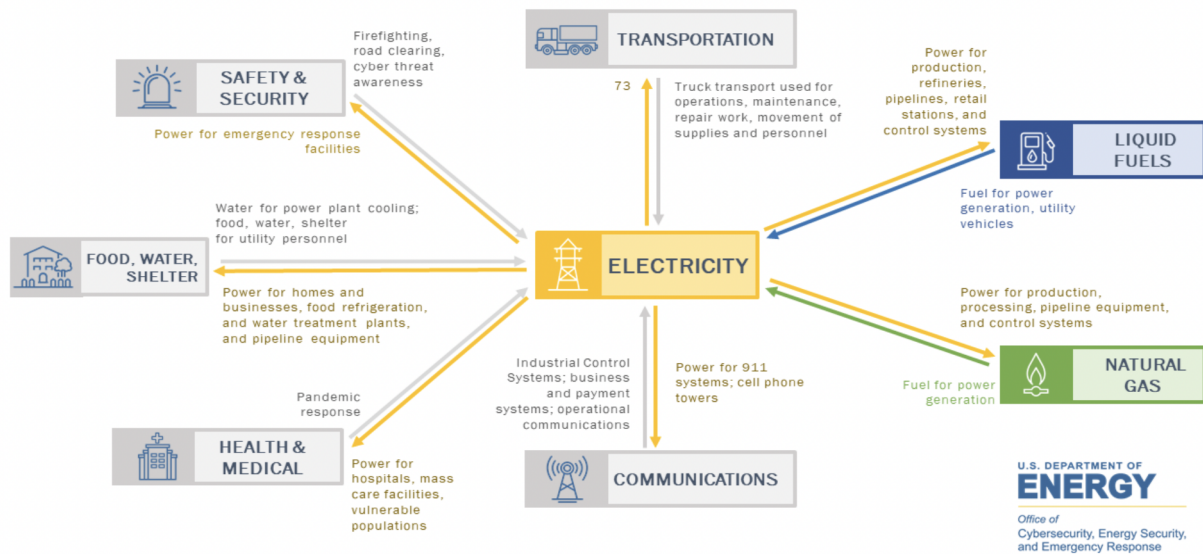 TRANSPORTATION
Firefighting,
road clearing,
cyber threat
awareness
SAFETY &
SECURITY
Power for emergency response
facilities
73
Truck transport used for
operations, maintenance,
repair work, movement of
supplies and personnel
Power for
production,
refineries,
pipelines, retail
stations, and
control systems
LIQUID
FUELS
Fuel for power
generation, utility
vehicles
Water for power plant cooling;
food, water, shelter
for utility personnel
FOOD, WATER,
SHELTER
Power for homes and
businesses, food refrigeration,
and water treatment plants,
and pipeline equipment
ELECTRICITY
Power for production,
processing, pipeline equipment,
and control systems
NATURAL
GAS
Fuel for power
generation
Pandemic
response
HEALTH &
MEDICAL
Power for
hospitals, mass
care facilities,
vulnerable
populations
Industrial Control
Systems; business
and payment
systems; operational
communications
Power for 911
systems; cell phone
towers
COMMUNICATIONS
U.S. DEPARTMENT OF
ENERGY
Office of
Cybersecurity, Energy Security,
and Emergency Response